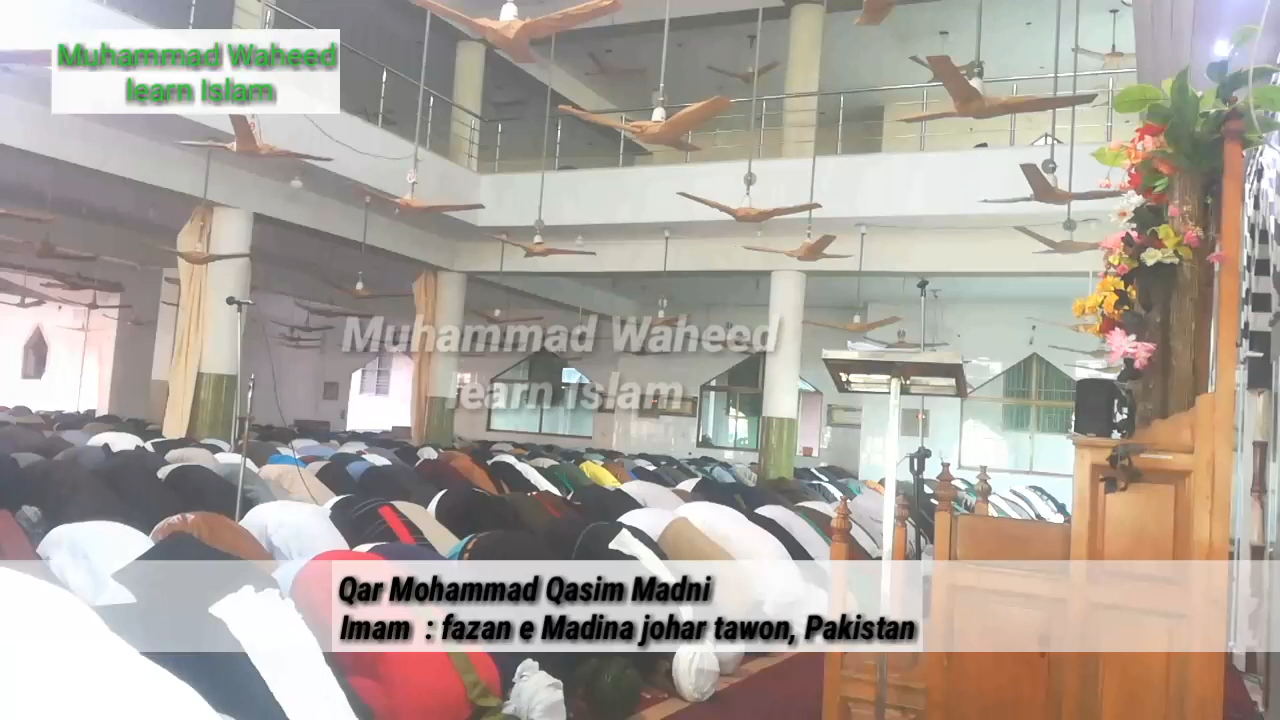 Muhammad Waheed
learn Islam
Muhammad Waheed
learn islam
Qar Mohammad Qasim Madni
Imam : fazan e Madina johar tawon, Pakistan